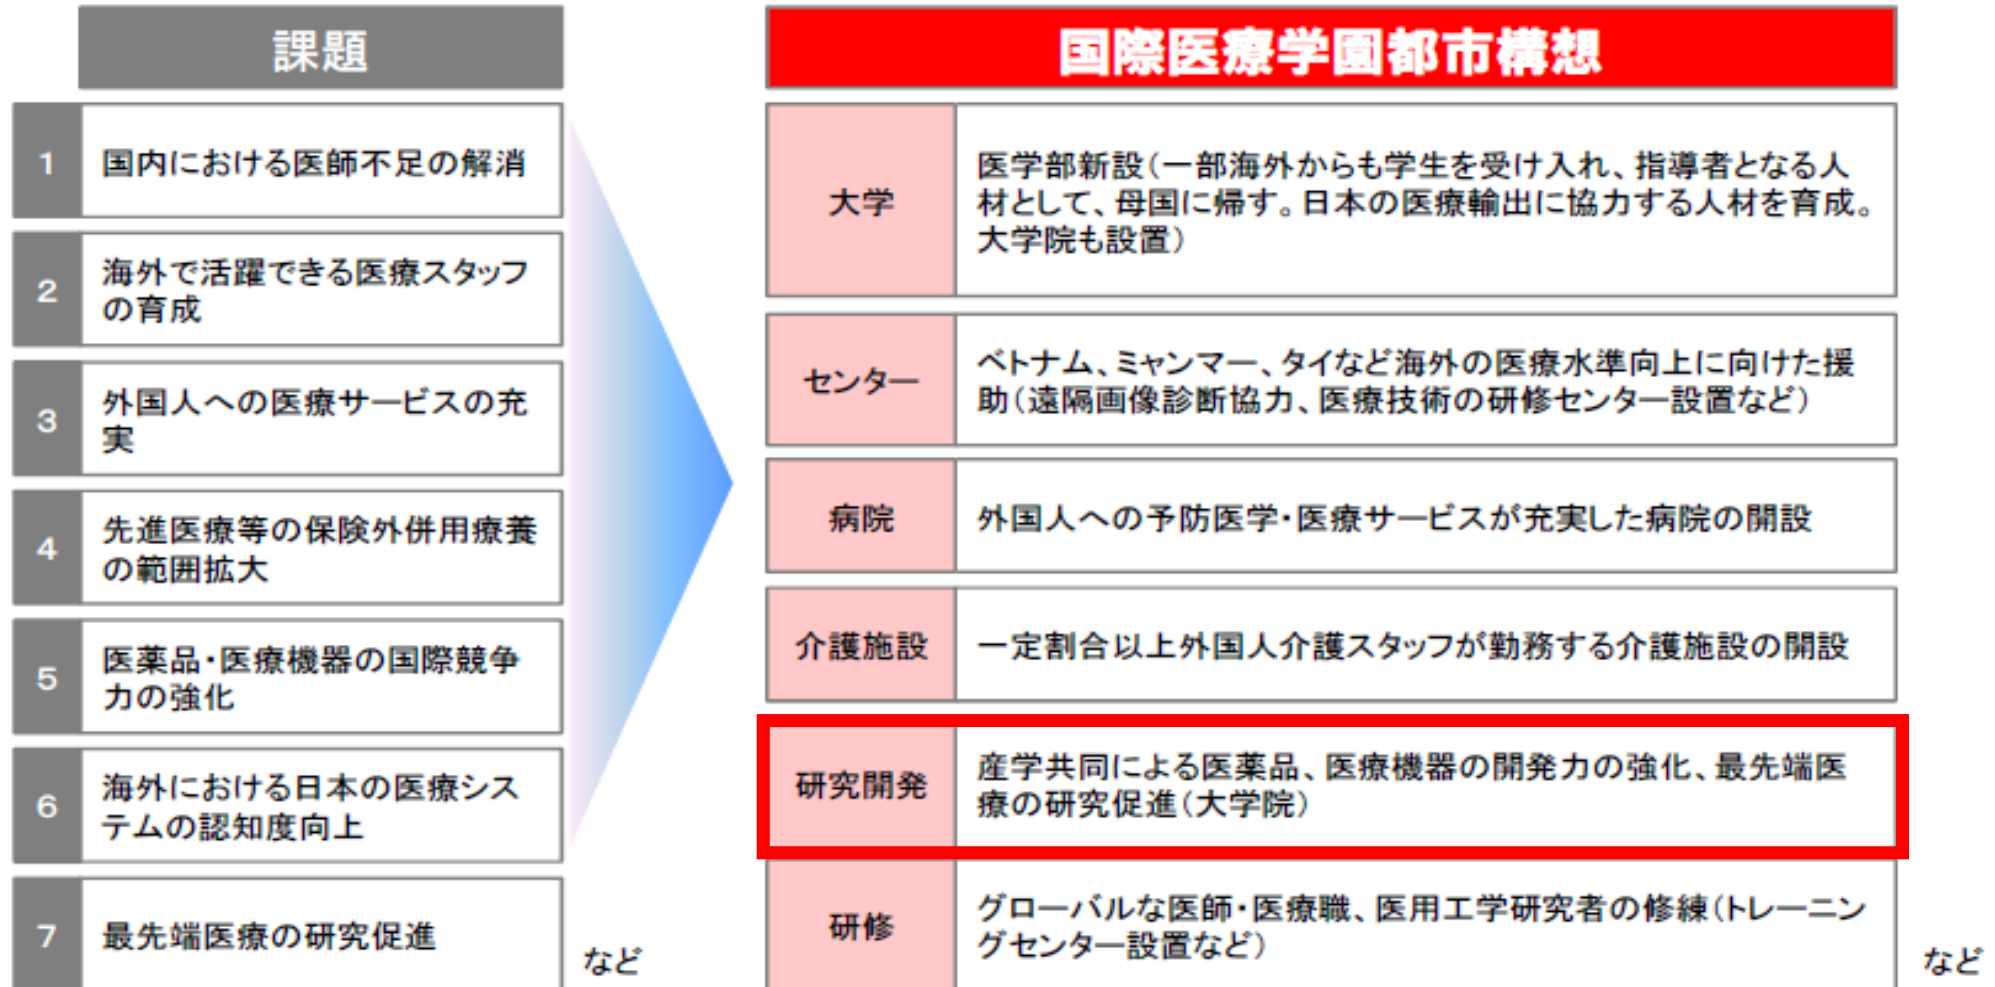 課題
1
国内における医師不足の解消
2
海外で活躍できる医療スタッフ
の育成
3
外国人への医療サービスの充
実
4
先進医療等の保険外併用療養
の範囲拡大
5
医薬品・医療機器の国際競争
力の強化
6
海外における日本の医療シス
テムの認知度向上
7
最先端医療の研究促進
など
国際医療学園都市構想
大学
医学部新設（一部海外からも学生を受け入れ、指導者となる人
材として、母国に帰す。日本の医療輸出に協力する人材を育成。
大学院も設置）
センター
ベトナム、ミャンマー、タイなど海外の医療水準向上に向けた援
助（遠隔画像診断協力、医療技術の研修センター設置など）
病院
外国人への予防医学・医療サービスが充実した病院の開設
介護施設
一定割合以上外国人介護スタッフが勤務する介護施設の開設
研究開発
産学共同による医薬品、医療機器の開発力の強化、最先端医
療の研究促進（大学院）
研修
グローバルな医師・医療職、医用工学研究者の修練（トレーニン
グセンター設置など）
など